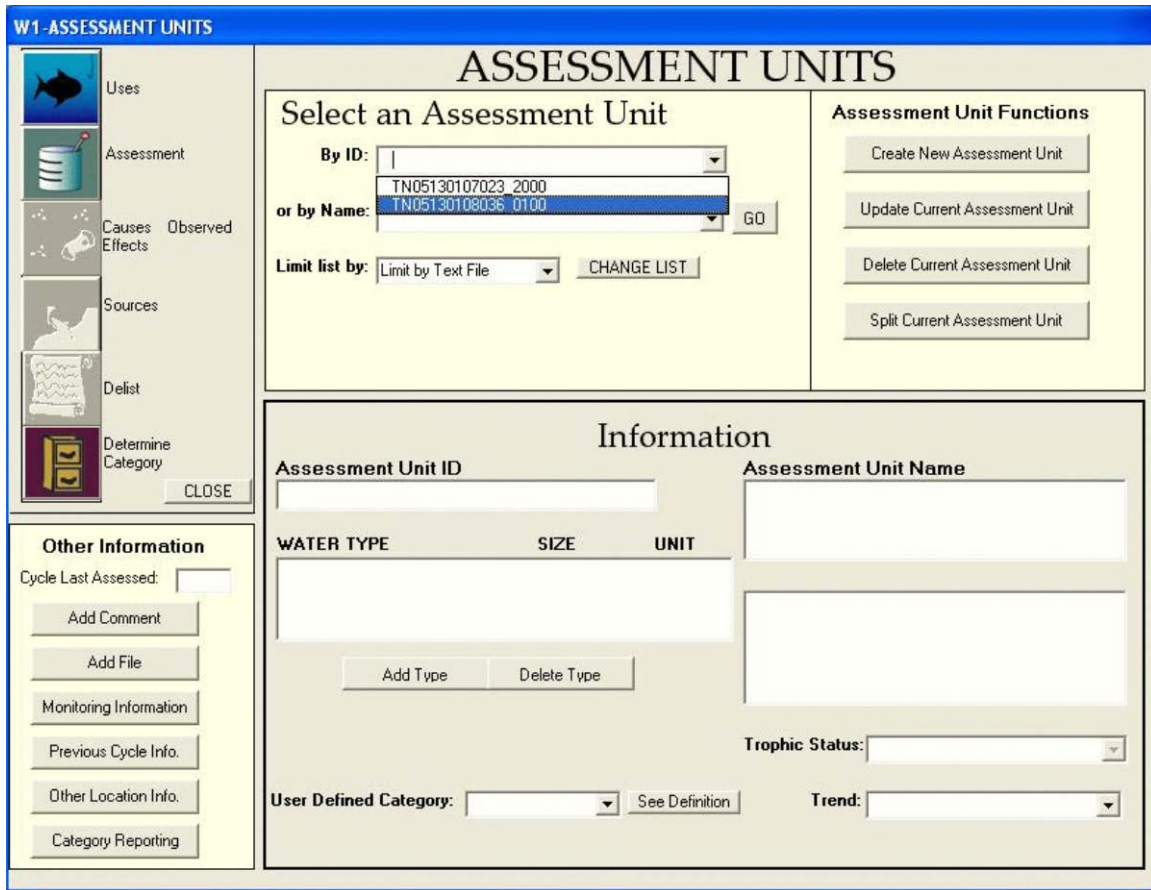 W1-ASSESSMENT UNITS
Uses
Assessment
Causes Observed
Effects
Sources
Delist
Determine
Category
CLOSE
Other Information
Cycle Last Assessed:
Add Comment
Add File
Monitoring Information
Previous Cycle Info.
Other Location Info.
Category Reporting
ASSESSMENT UNITS
Select an Assessment Unit
By ID:
TN05130107023_2000
TN05130108036_0100
or by Name:
GO
Limit list by: Limit by Text File CHANGE LIST
Assessment Unit Functions
Create New Assessment Unit
Update Current Assessment Unit
Delete Current Assessment Unit
Split Current Assessment Unit
Information
Assessment Unit ID
Assessment Unit Name
WATER TYPE SIZE UNIT
Add Type Delete Type
Trophic Status:
User Defined Category: See Definition
Trend: